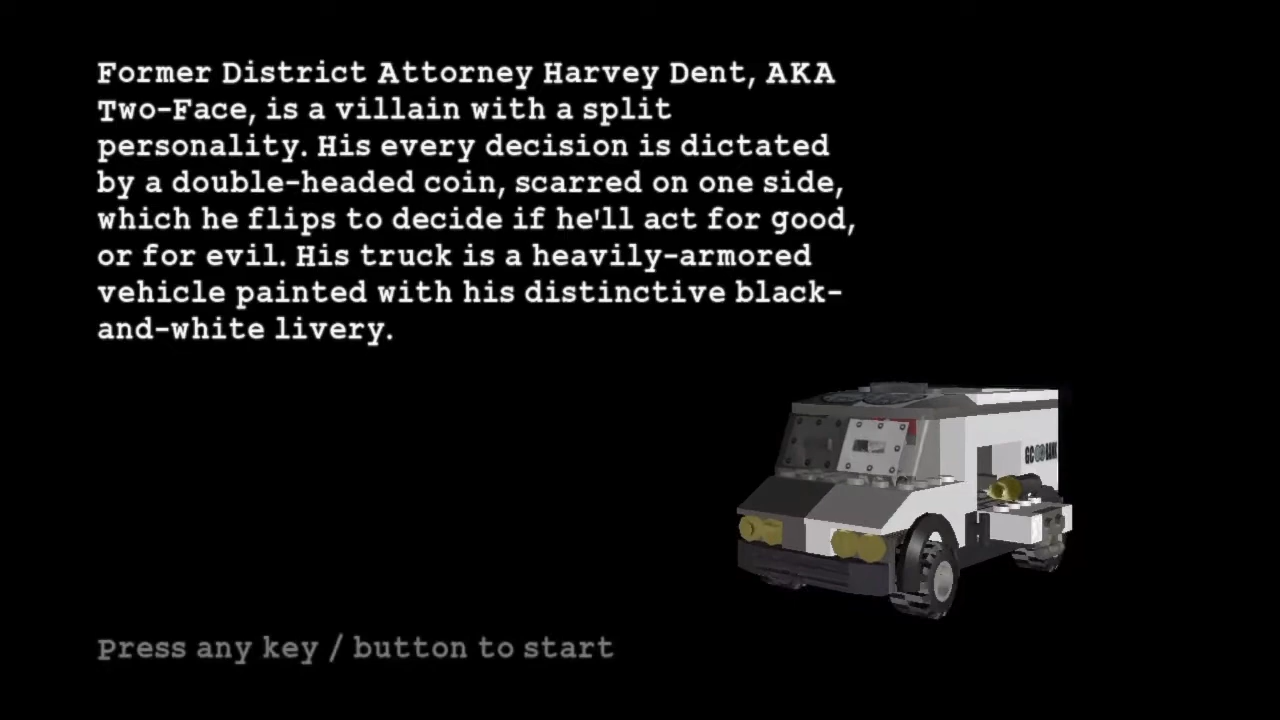 Former District Attorney Harvey Dent, AKA
Two-Face, is a villain with a split
personality. His every decision is dictated
by a double-headed coin, scarred on one side,
which he flips to decide if he'll act for good,
or for evil. His truck is a heavily-armored
vehicle painted with his distinctive black-
and-white livery.
GC BANK
Press any key / button to start